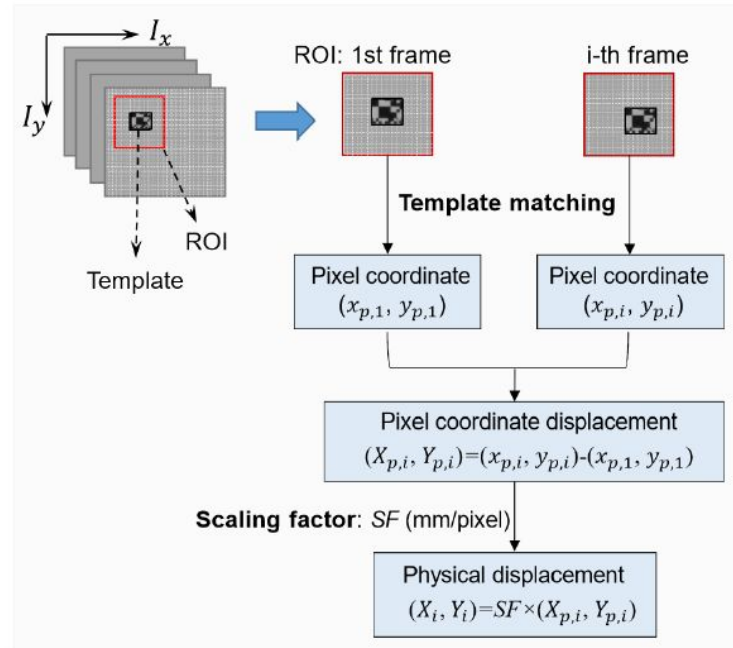 I_x
I_y
Template
ROI
ROI: 1st frame
i-th frame
Template matching
Pixel coordinate
(x_{p,1}, y_{p,1})
Pixel coordinate
(x_{p,i}, y_{p,i})
Pixel coordinate displacement
(X_{p,i}, Y_{p,i})=(x_{p,i}, y_{p,i})-(x_{p,1}, y_{p,1})
Scaling factor: SF (mm/pixel)
Physical displacement
(X_i, Y_i)=SF×(X_{p,i}, Y_{p,i})